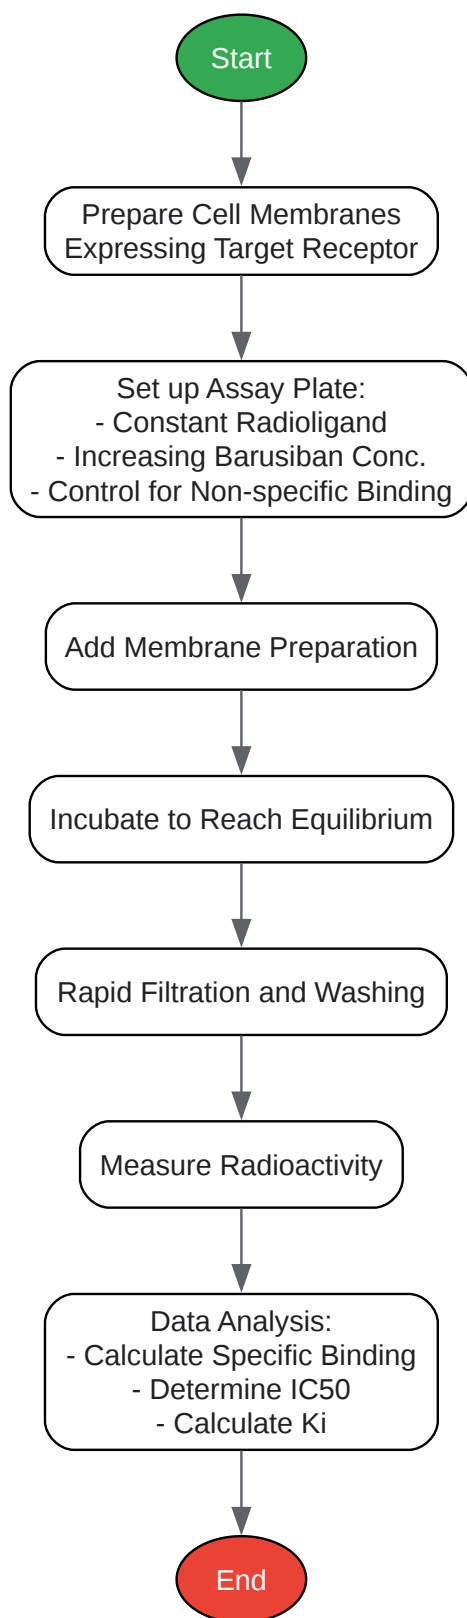 Start
Prepare Cell Membranes
Expressing Target Receptor
Set up Assay Plate:
- Constant Radioligand
- Increasing Barusiban Conc.
- Control for Non-specific Binding
Add Membrane Preparation
Incubate to Reach Equilibrium
Rapid Filtration and Washing
Measure Radioactivity
Data Analysis:
- Calculate Specific Binding
- Determine IC50
- Calculate Ki
End